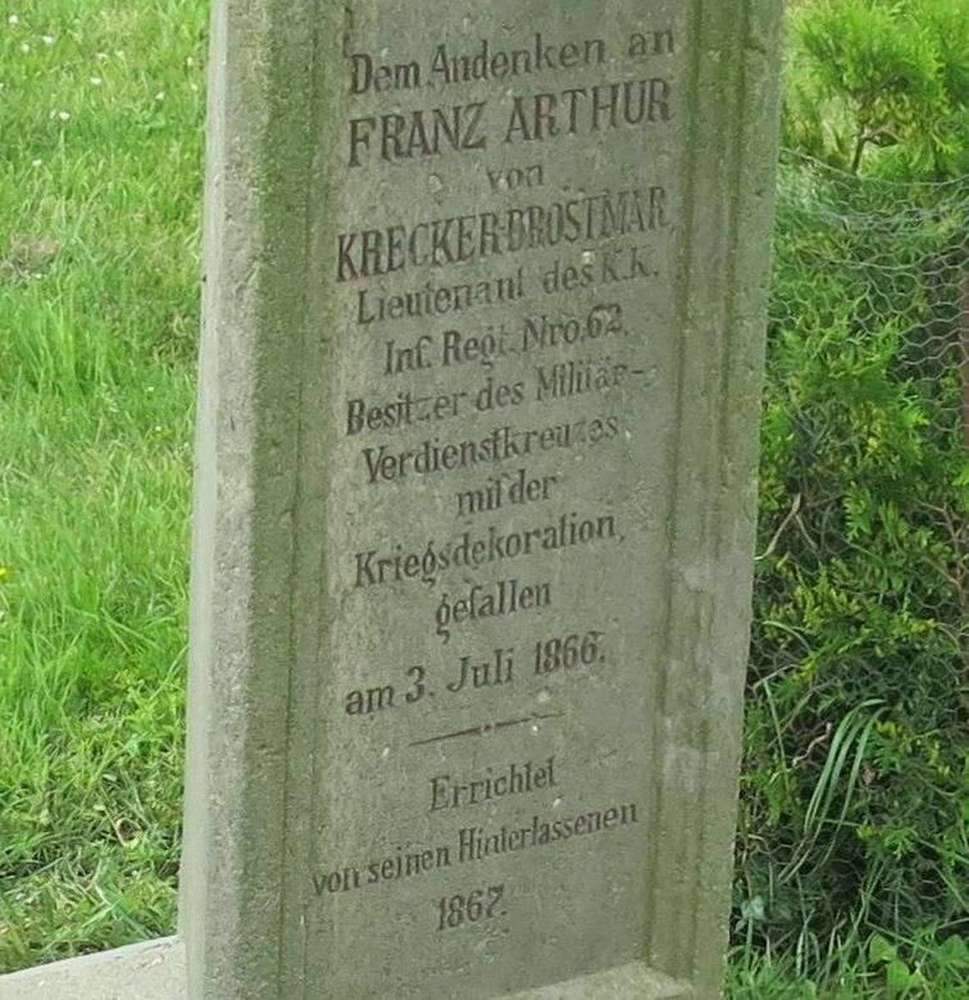 Dem Andenken an
FRANZ ARTHUR
von
KRECKER-DROSTMAR,
Lieutenant des K.K.
Inf. Regt. Nro. 62.
Besitzer des Militär-
Verdienstkreuzes
mit der
Kriegsdekoration,
gefallen
am 3. Juli 1866.
Errichtet
von seinen Hinterlassenen
1867.